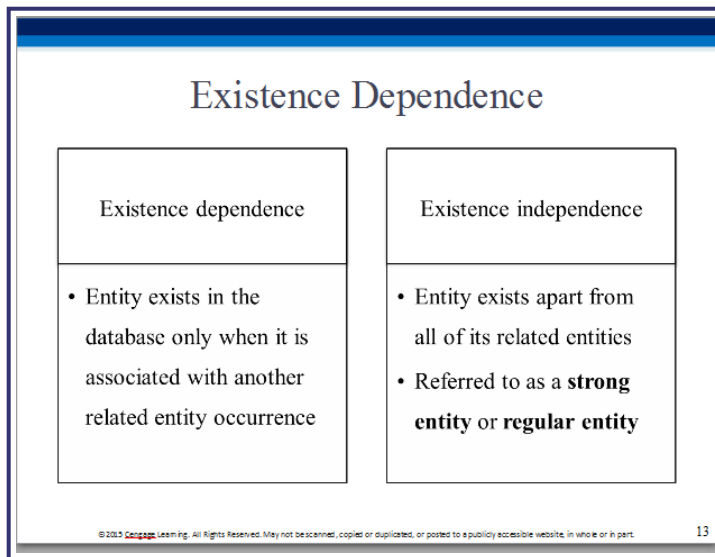 Existence Dependence
Existence dependence
• Entity exists in the
database only when it is
associated with another
related entity occurrence
Existence independence
• Entity exists apart from
all of its related entities
• Referred to as a strong
entity or regular entity
©2015 Cengage Learning. All Rights Reserved. May not be scanned, copied or duplicated, or posted to a publicly accessible website, in whole or in part.
13